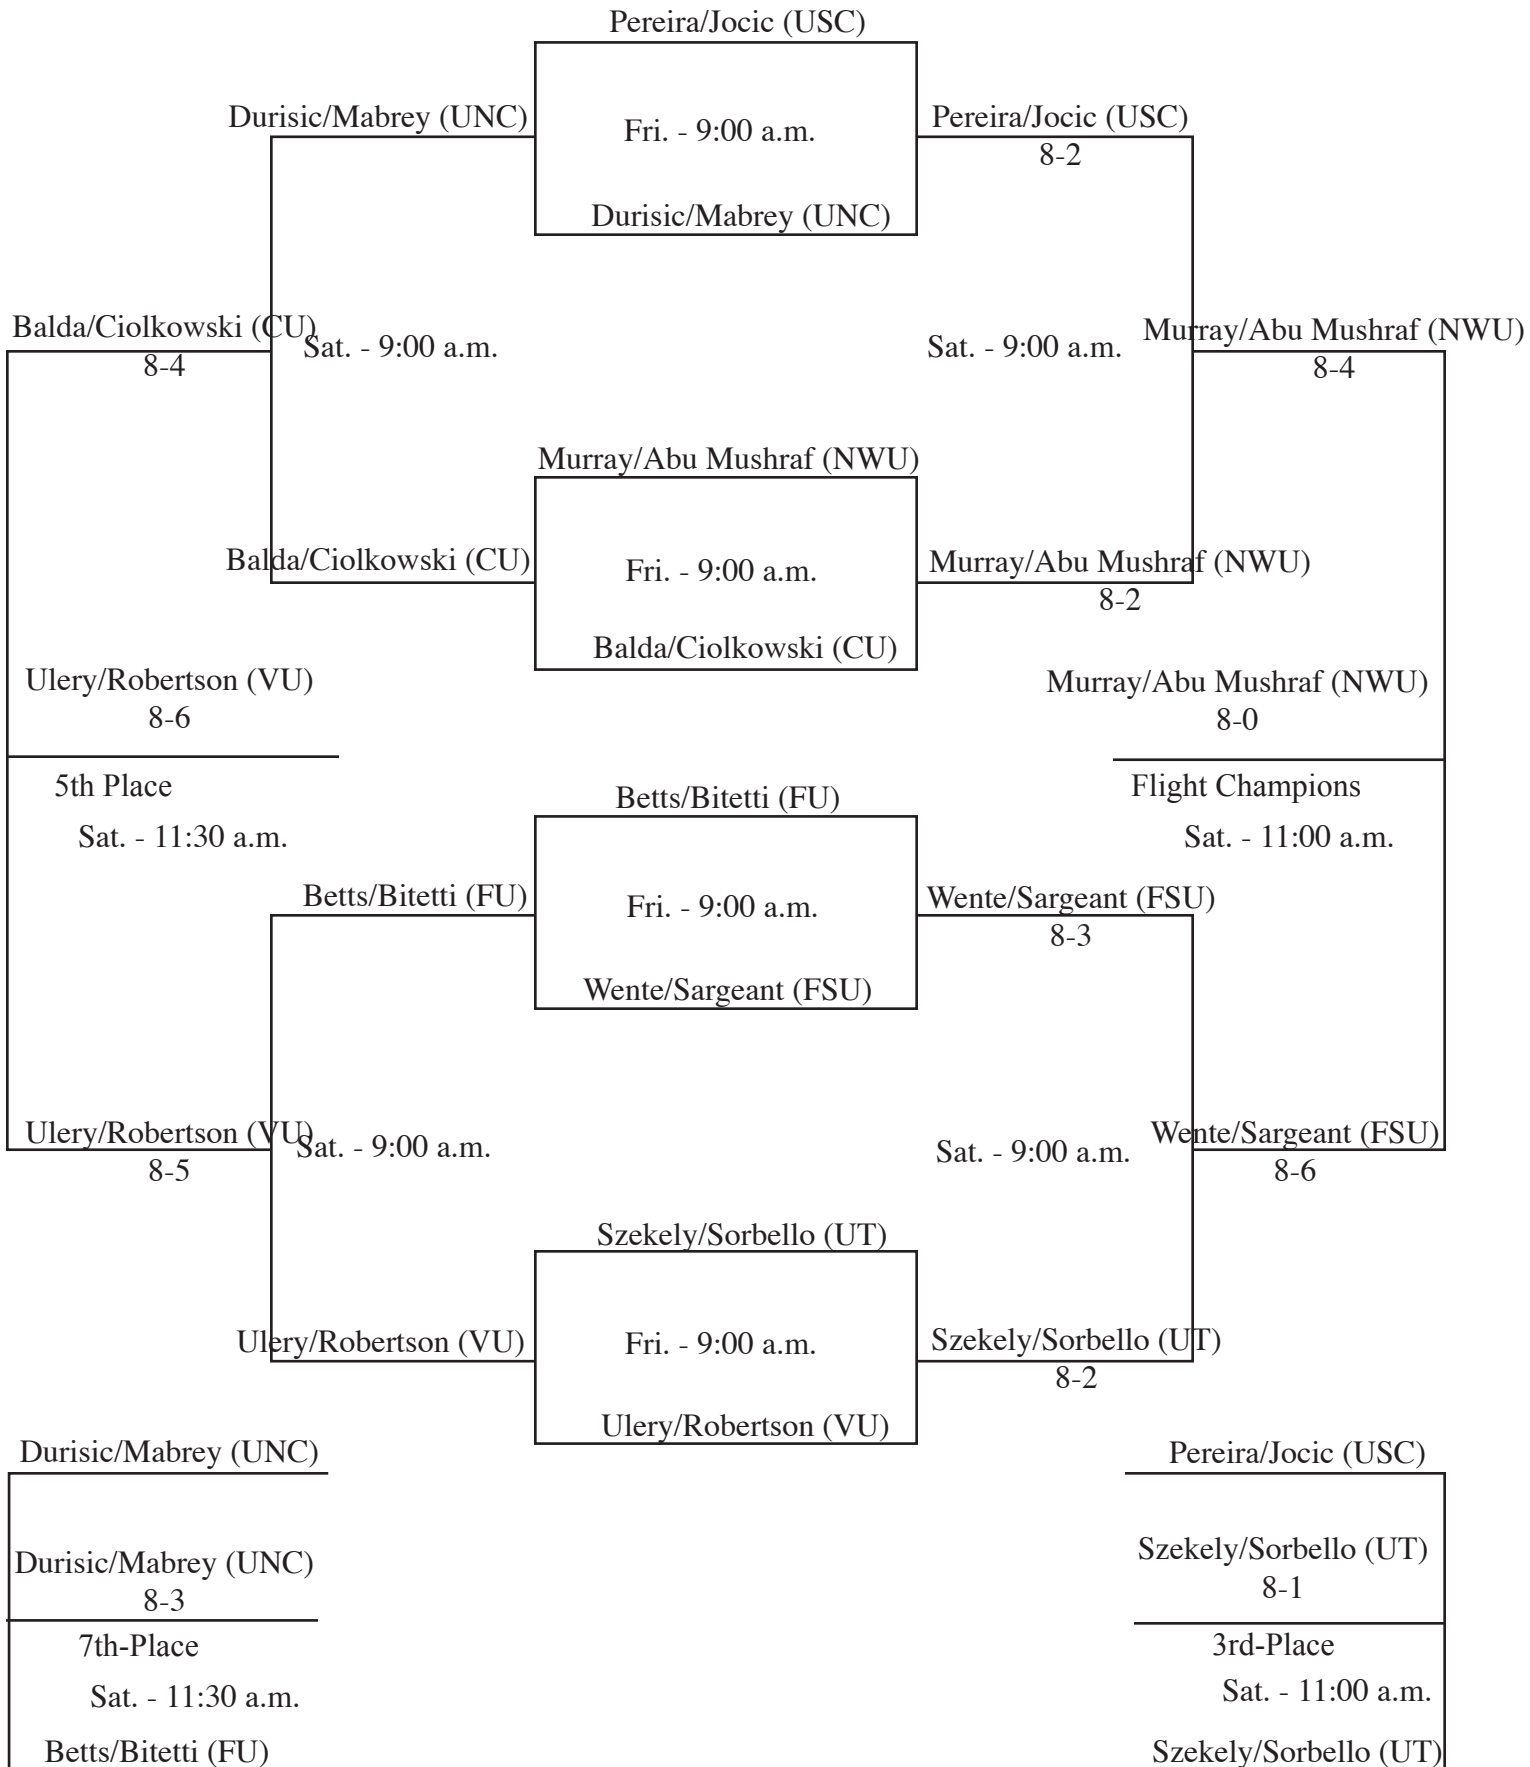 Pereira/Jocic (USC)
Durisic/Mabrey (UNC)
Fri. - 9:00 a.m.
Pereira/Jocic (USC)
8-2
Durisic/Mabrey (UNC)
Balda/Ciolkowski (CU)
8-4
Sat. - 9:00 a.m.
Sat. - 9:00 a.m.
Murray/Abu Mushraf (NWU)
8-4
Murray/Abu Mushraf (NWU)
Balda/Ciolkowski (CU)
Fri. - 9:00 a.m.
Murray/Abu Mushraf (NWU)
8-2
Balda/Ciolkowski (CU)
Ulery/Robertson (VU)
8-6
Murray/Abu Mushraf (NWU)
8-0
5th Place
Sat. - 11:30 a.m.
Flight Champions
Sat. - 11:00 a.m.
Betts/Bitetti (FU)
Betts/Bitetti (FU)
Fri. - 9:00 a.m.
Wente/Sargeant (FSU)
8-3
Wente/Sargeant (FSU)
Ulery/Robertson (VU)
8-5
Sat. - 9:00 a.m.
Sat. - 9:00 a.m.
Wente/Sargeant (FSU)
8-6
Szekely/Sorbello (UT)
Ulery/Robertson (VU)
Fri. - 9:00 a.m.
Szekely/Sorbello (UT)
8-2
Ulery/Robertson (VU)
Durisic/Mabrey (UNC)
Pereira/Jocic (USC)
Durisic/Mabrey (UNC)
8-3
Szekely/Sorbello (UT)
8-1
7th-Place
Sat. - 11:30 a.m.
3rd-Place
Sat. - 11:00 a.m.
Betts/Bitetti (FU)
Szekely/Sorbello (UT)